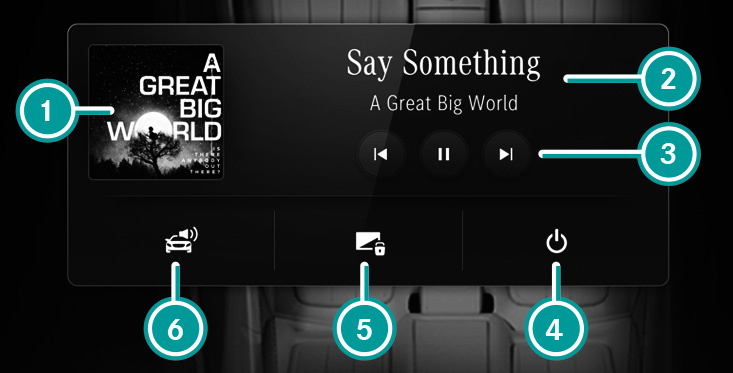 A
GREAT
BIG
WORLD
IS
THERE
ANYBODY
OUT
THERE?
Say Something
A Great Big World
1
2
3
6
5
4